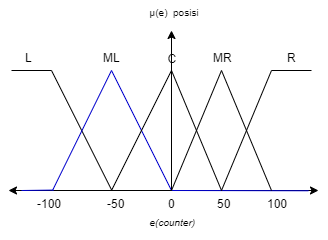 μ(e) posisi
L ML C MR R
-100 -50 0 50 100
e(counter)